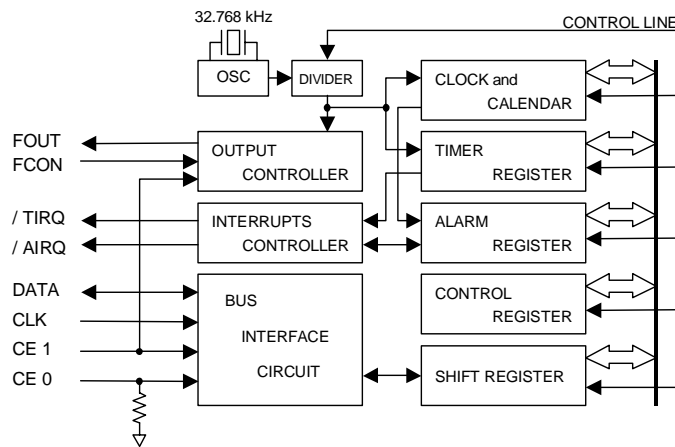 32.768 kHz
CONTROL LINE
OSC
DIVIDER
CLOCK and
CALENDAR
FOUT
FCON
OUTPUT
CONTROLLER
TIMER
REGISTER
/ TIRQ
/ AIRQ
INTERRUPTS
CONTROLLER
ALARM
REGISTER
DATA
CLK
CE 1
CE 0
BUS
INTERFACE
CIRCUIT
CONTROL
REGISTER
SHIFT REGISTER